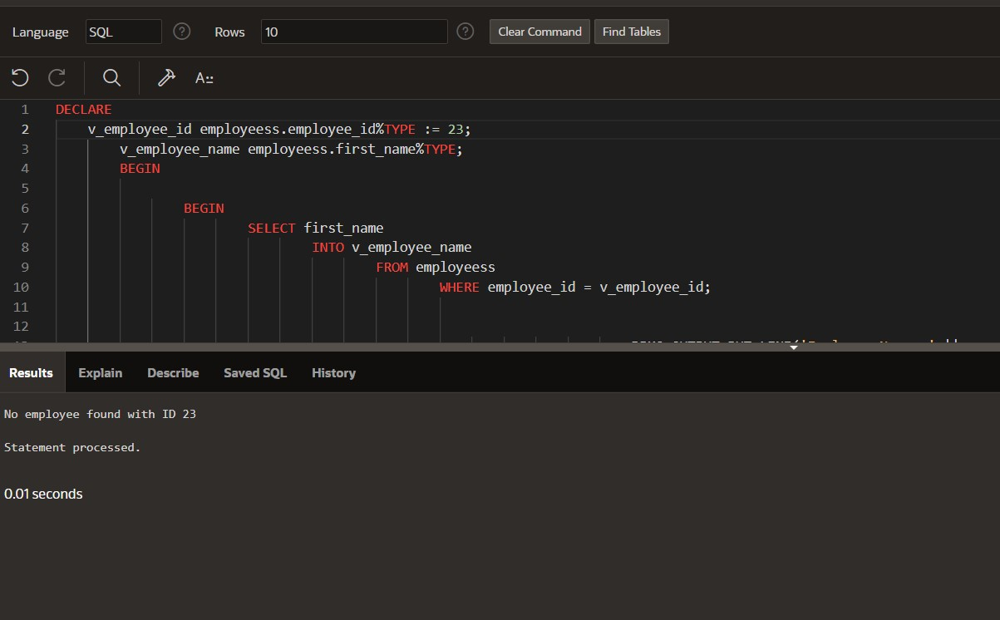 Language SQL ? Rows 10 ? Clear Command Find Tables
A::
1 DECLARE
2 v_employee_id employeess.employee_id%TYPE := 23;
3 v_employee_name employeess.first_name%TYPE;
4 BEGIN
5
6 BEGIN
7 SELECT first_name
8 INTO v_employee_name
9 FROM employeess
10 WHERE employee_id = v_employee_id;
11
12
Results Explain Describe Saved SQL History
No employee found with ID 23
Statement processed.
0.01 seconds